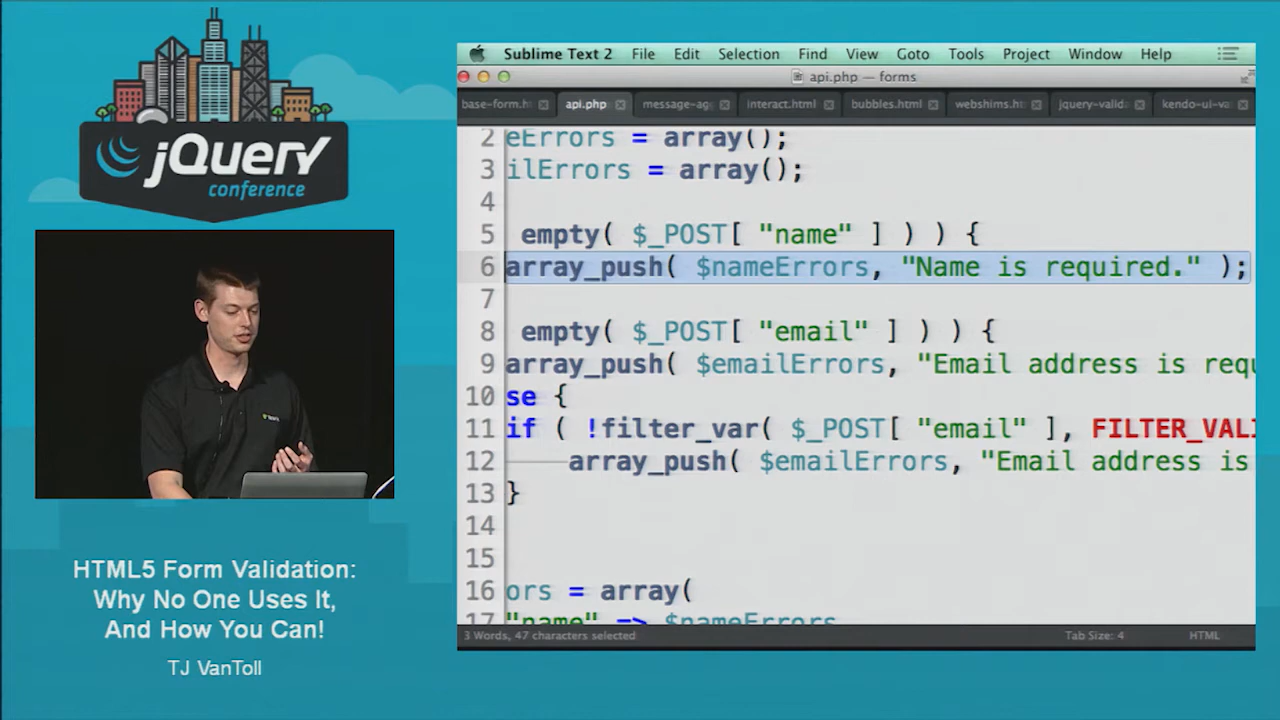 jQuery
conference
HTML5 Form Validation:
Why No One Uses It,
And How You Can!
TJ VanToll
Sublime Text 2 File Edit Selection Find View Goto Tools Project Window Help
api.php — forms
base-form.h api.php message-ag interact.html bubbles.html webshims.ht jquery-valid kendo-ui-va
2 eErrors = array();
3 ilErrors = array();
4
5 empty( $_POST[ "name" ] ) ) {
6 array_push( $nameErrors, "Name is required." );
7
8 empty( $_POST[ "email" ] ) ) {
9 array_push( $emailErrors, "Email address is requ
10 se {
11 if ( !filter_var( $_POST[ "email" ], FILTER_VALI
12 array_push( $emailErrors, "Email address is
13 }
14
15
16 ors = array(
17 "name" => $nameErrors
3 Words, 47 characters selected Tab Size: 4 HTML